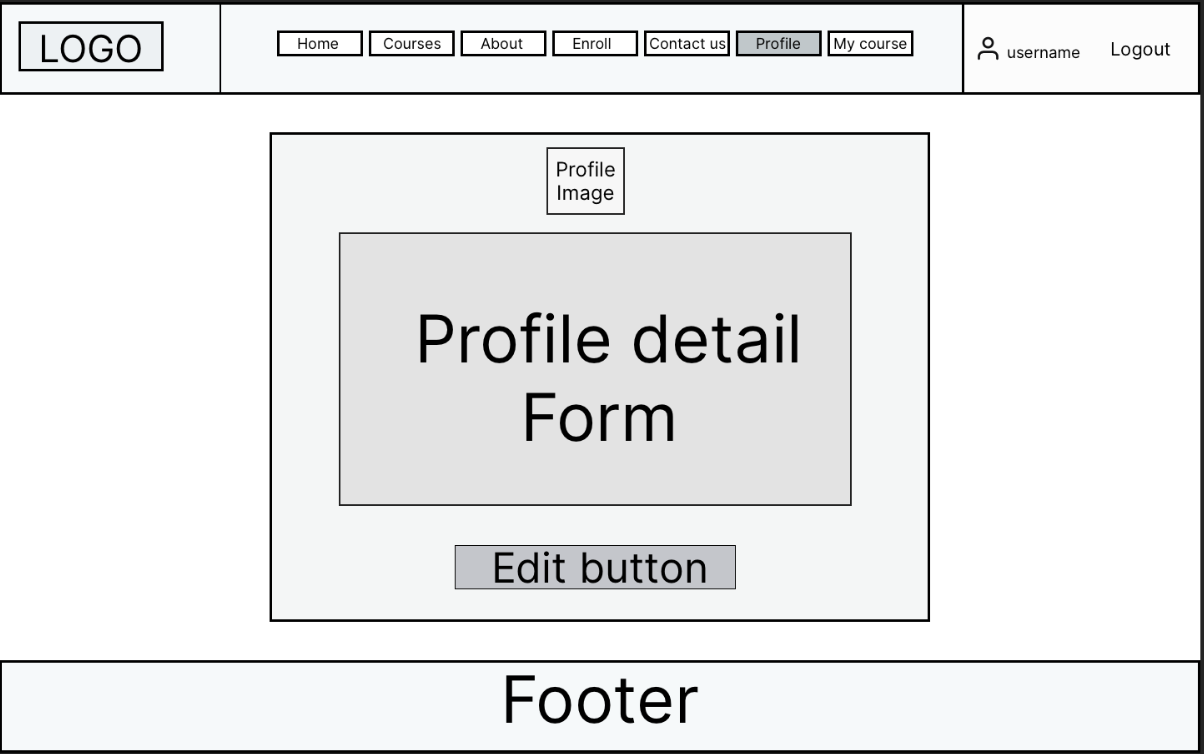 LOGO
Home
Courses
About
Enroll
Contact us
Profile
My course
username
Logout
Profile
Image
Profile detail
Form
Edit button
Footer